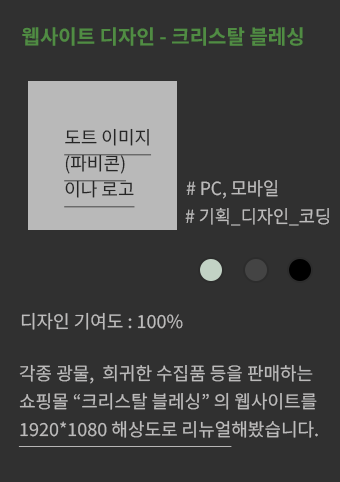 웹사이트 디자인 - 크리스탈 블레싱
도트 이미지
(파비콘)
이나 로고
# PC, 모바일
# 기획_디자인_코딩
디자인 기여도 : 100%
각종 광물, 희귀한 수집품 등을 판매하는
쇼핑몰 “크리스탈 블레싱” 의 웹사이트를
1920*1080 해상도로 리뉴얼해봤습니다.